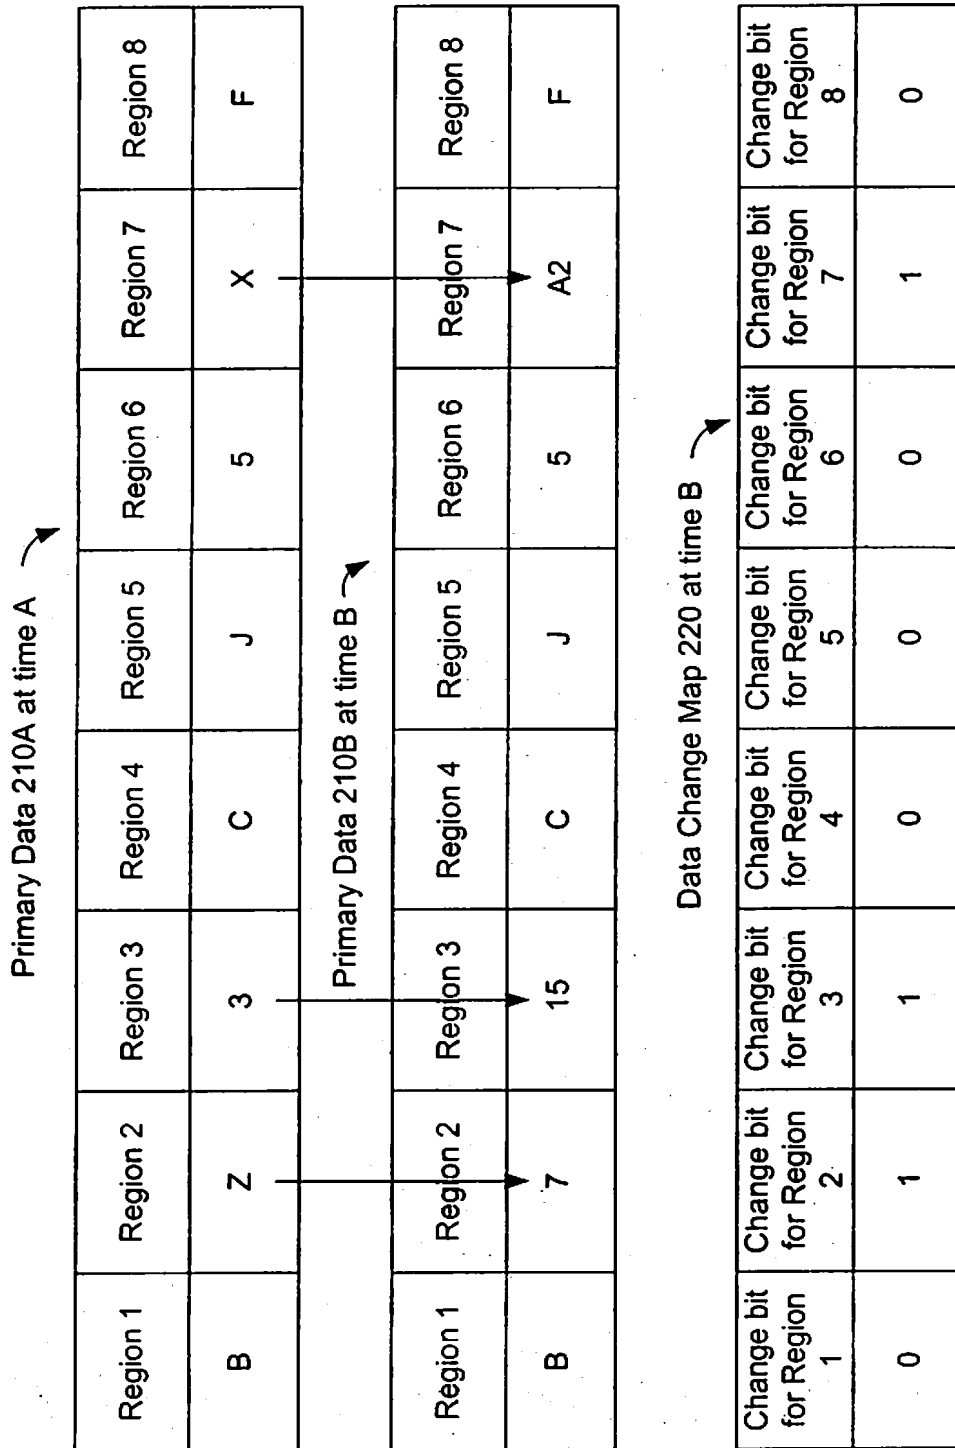 Primary Data 210A at time A
Region 1 Region 2 Region 3 Region 4 Region 5 Region 6 Region 7 Region 8
B Z 3 C J 5 X F
Primary Data 210B at time B
Region 1 Region 2 Region 3 Region 4 Region 5 Region 6 Region 7 Region 8
B 7 15 C J 5 A2 F
Data Change Map 220 at time B
Change bit Change bit Change bit Change bit Change bit Change bit Change bit Change bit
for Region for Region for Region for Region for Region for Region for Region for Region
1 2 3 4 5 6 7 8
0 1 1 0 0 0 1 0